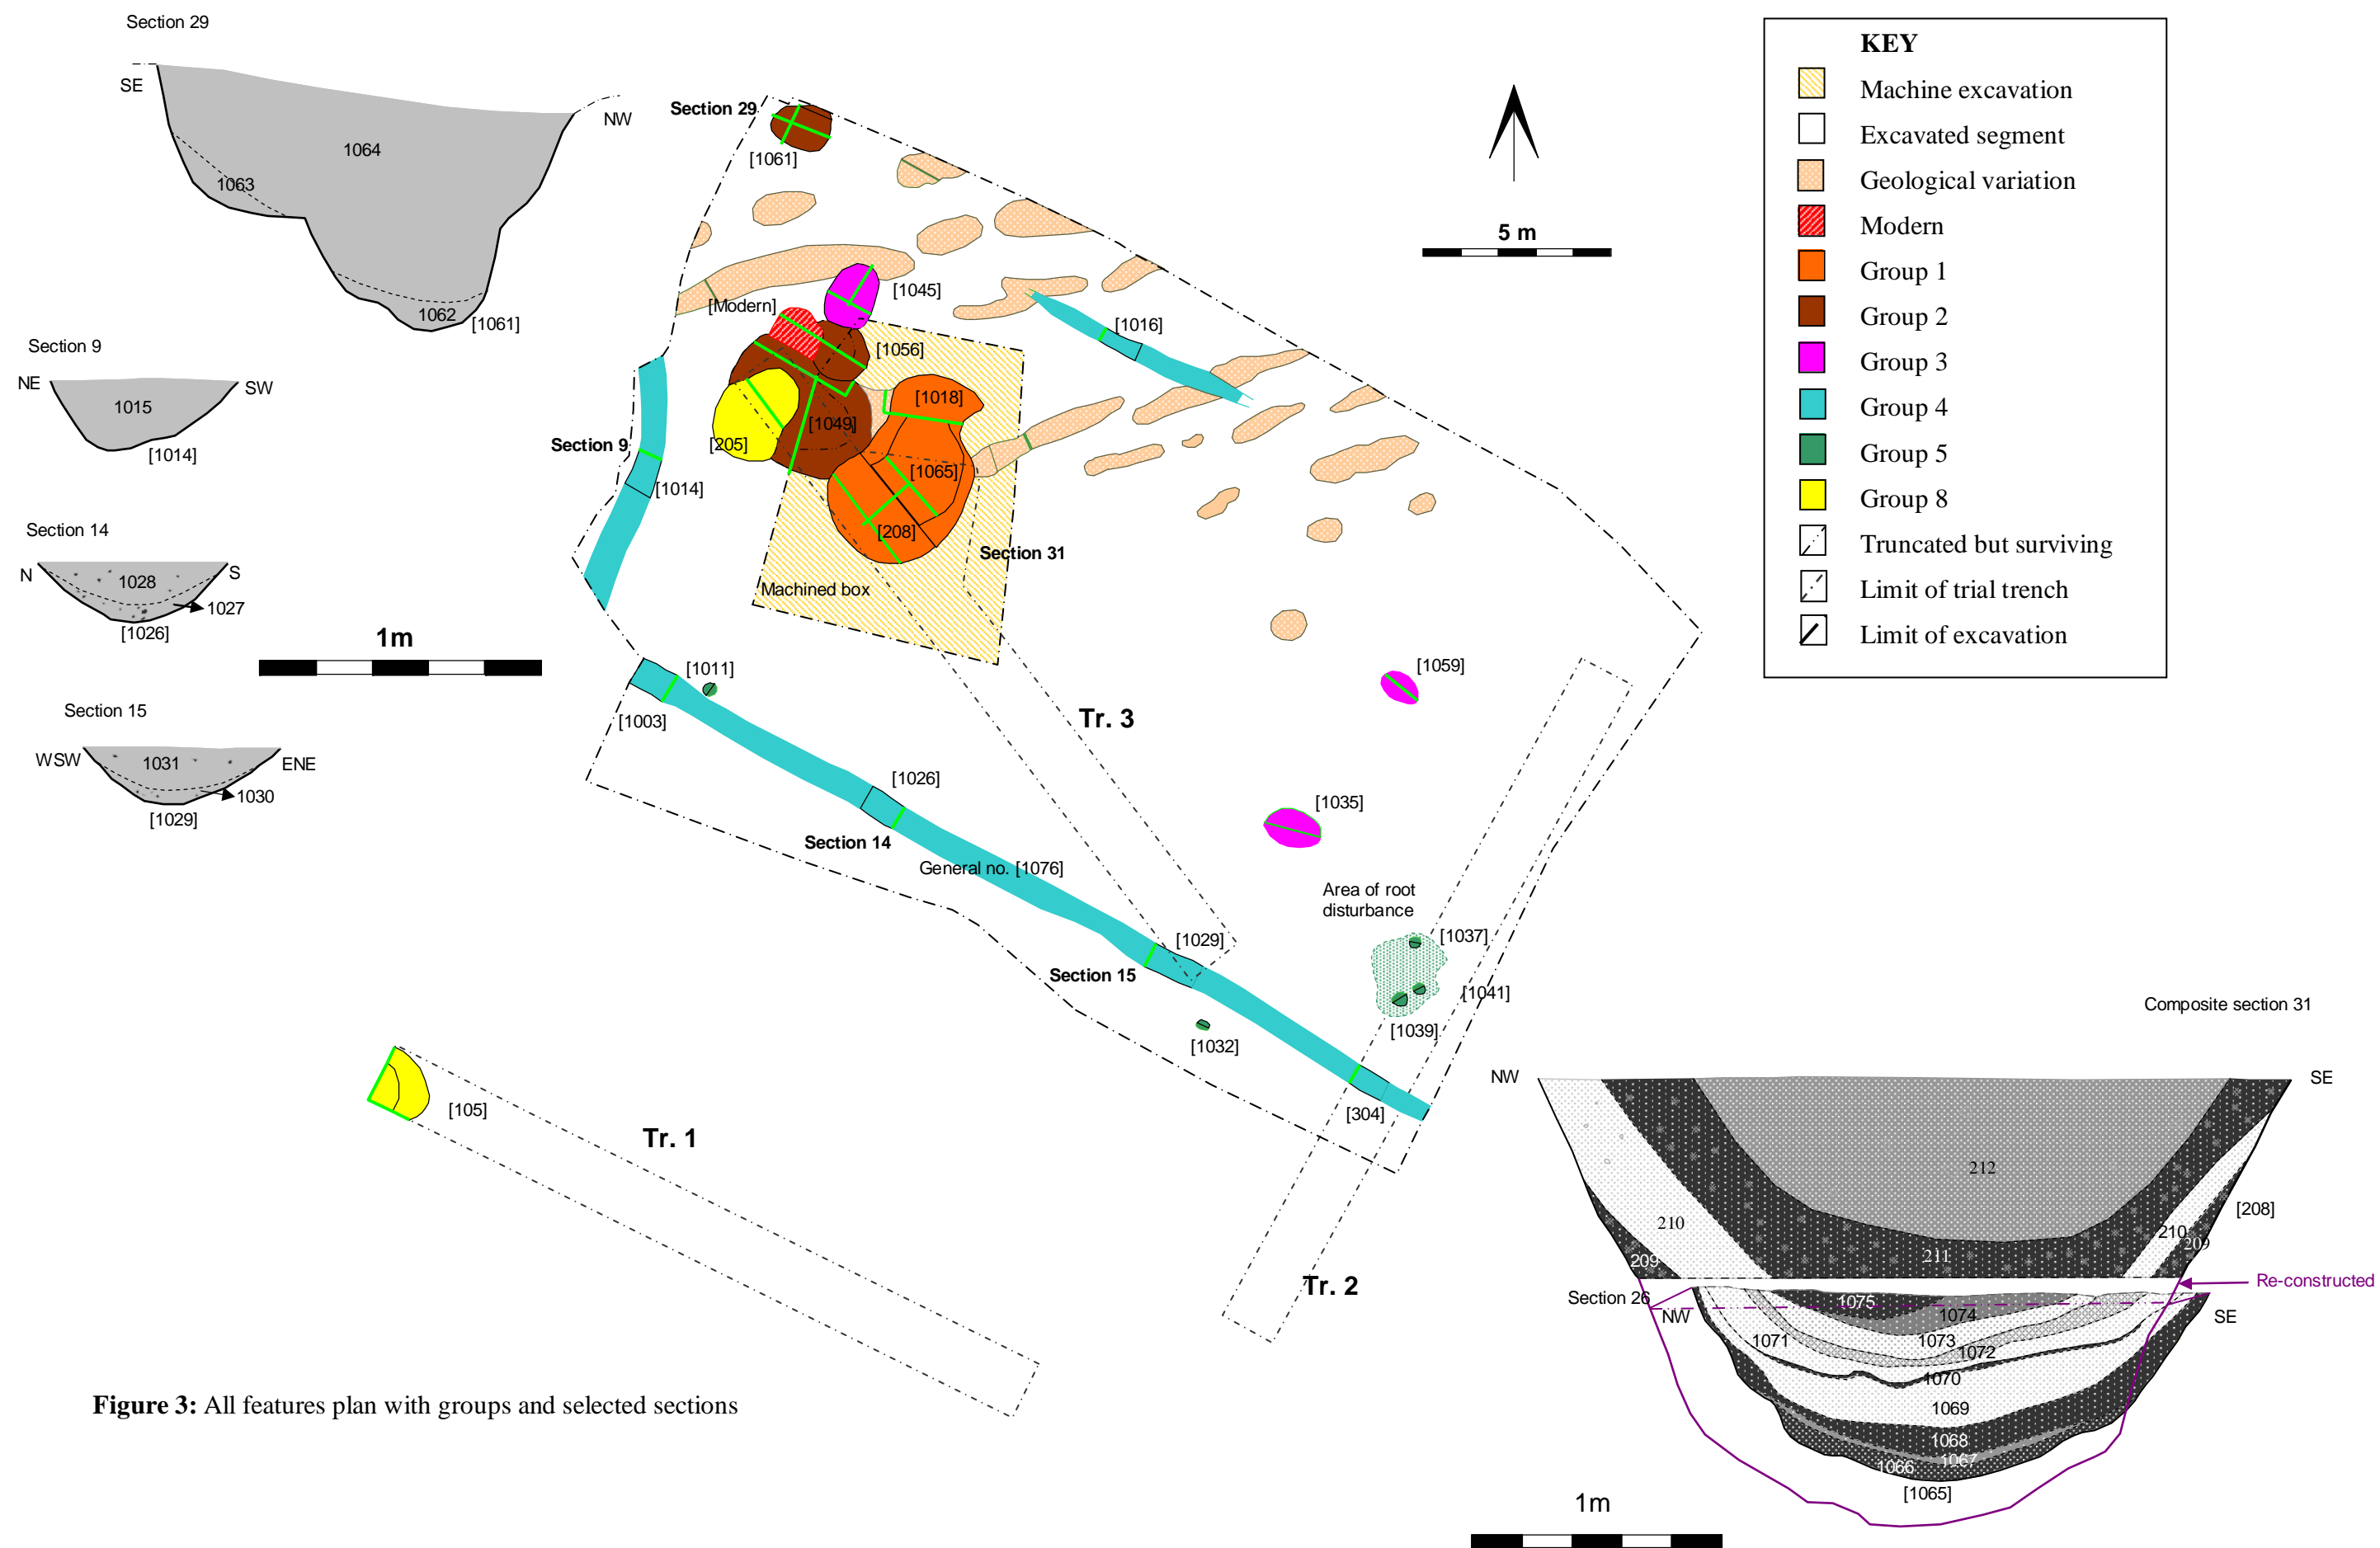 Section 29
SE
NW
1064
1063
1062
[1061]
Section 9
NE
SW
1015
[1014]
Section 14
N
S
1028
1027
[1026]
1m
Section 15
WSW
ENE
1031
1030
[1029]
Section 29
[1061]
[1045]
[Modern]
[1056]
[1018]
[1049]
[205]
[1065]
[208]
Section 9
[1014]
Section 31
Machined box
[1016]
5 m
[1011]
[1003]
Tr. 3
[1059]
[1026]
Section 14
[1035]
General no. [1076]
Area of root
disturbance
[1029]
Section 15
[1037]
[1041]
[1039]
[1032]
[304]
[105]
Tr. 1
Tr. 2
KEY
Machine excavation
Excavated segment
Geological variation
Modern
Group 1
Group 2
Group 3
Group 4
Group 5
Group 8
Truncated but surviving
Limit of trial trench
Limit of excavation
Composite section 31
NW
SE
212
210
[208]
210
209
211
209
Re-constructed
Section 26
NW
SE
1075
1074
1071
1073
1072
1070
1069
1068
1067
1066
[1065]
1m
Figure 3: All features plan with groups and selected sections